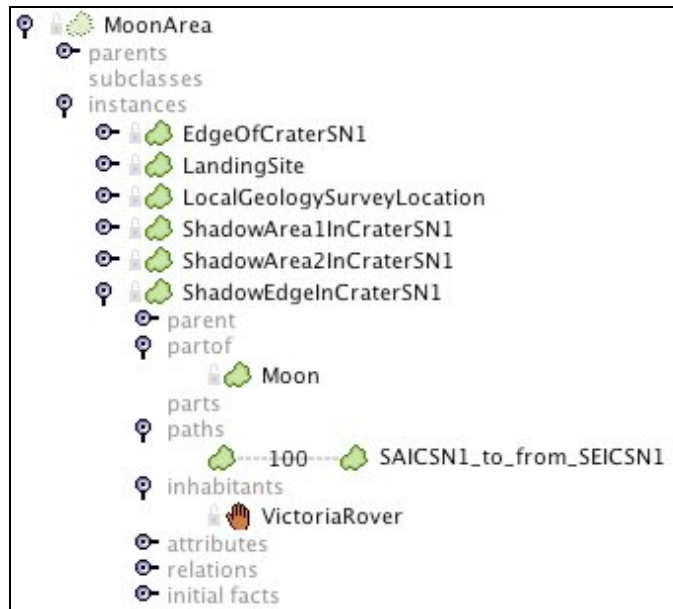 MoonArea
parents
subclasses
instances
EdgeOfCraterSN1
LandingSite
LocalGeologySurveyLocation
ShadowArea1InCraterSN1
ShadowArea2InCraterSN1
ShadowEdgeInCraterSN1
parent
partof
Moon
parts
paths
100 SAICSN1_to_from_SEICSN1
inhabitants
VictoriaRover
attributes
relations
initial facts